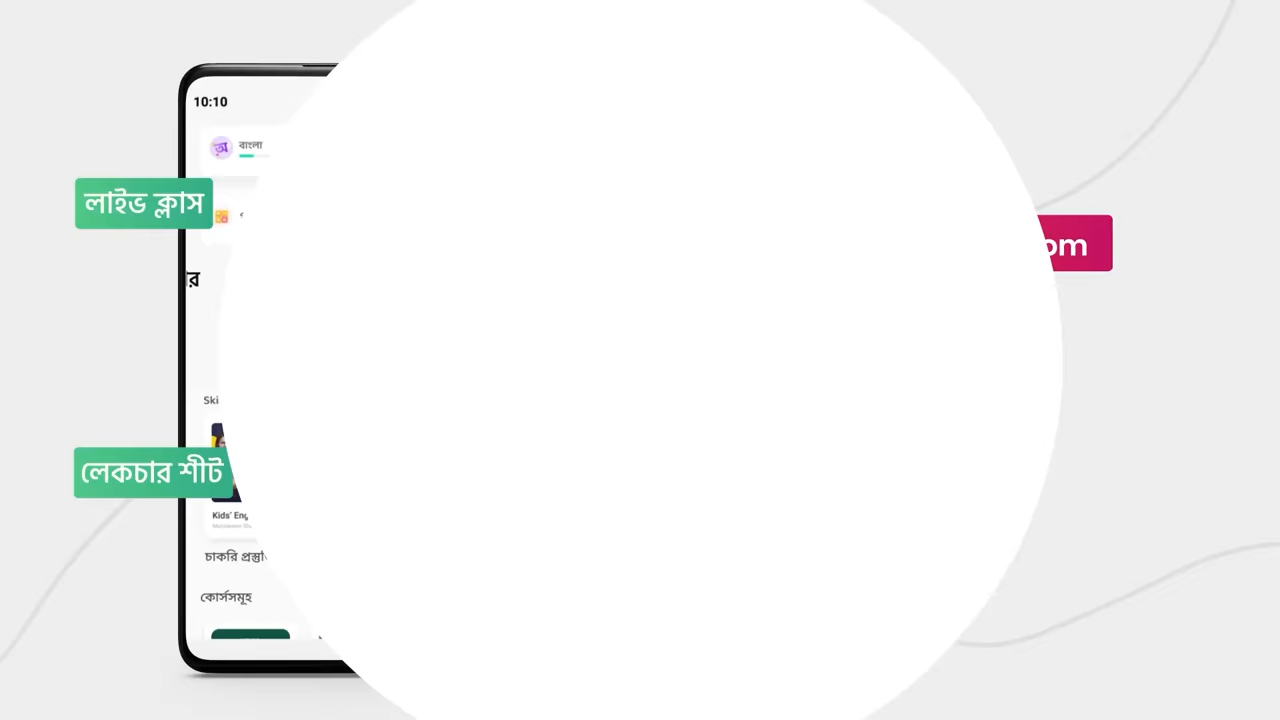 10:10
বাংলা
লাইভ ক্লাস
om
র
Ski
লেকচার শীট
Kids' Eng
চাকরি প্রস্তুতি
কোর্সসমূহ